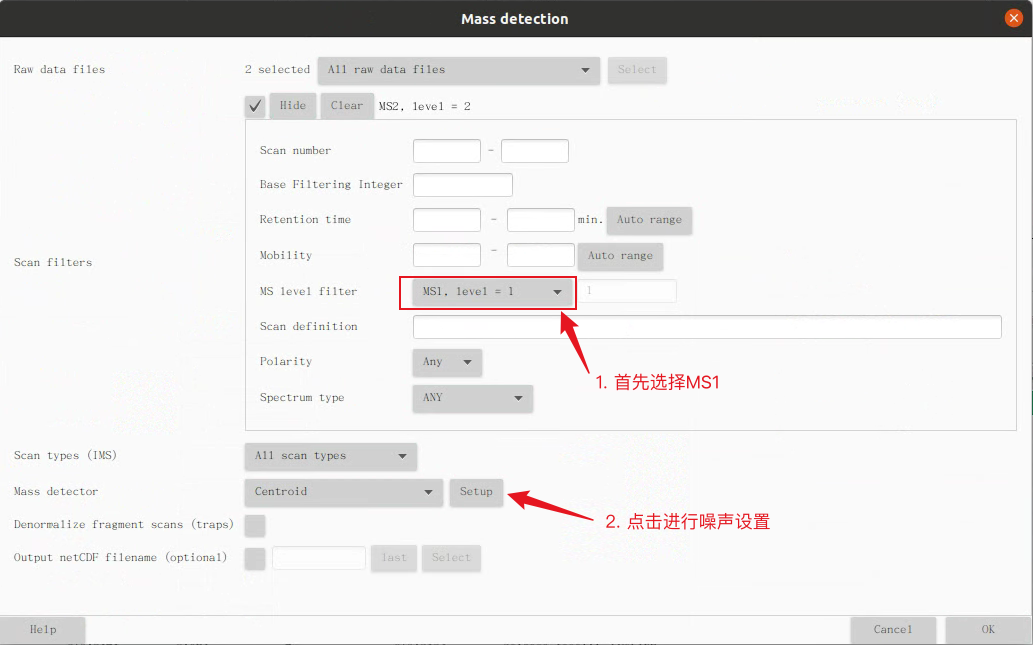 Mass detection
Raw data files 2 selected All raw data files Select
Hide Clear MS2, level = 2
Scan number -
Base Filtering Integer
Retention time - min. Auto range
Mobility - Auto range
Scan filters
MS level filter MS1, level = 1 1
Scan definition
Polarity Any
1. 首先选择MS1
Spectrum type ANY
Scan types (IMS) All scan types
Mass detector Centroid Setup
2. 点击进行噪声设置
Denormalize fragment scans (traps)
Output netCDF filename (optional) last Select
Help Cancel OK